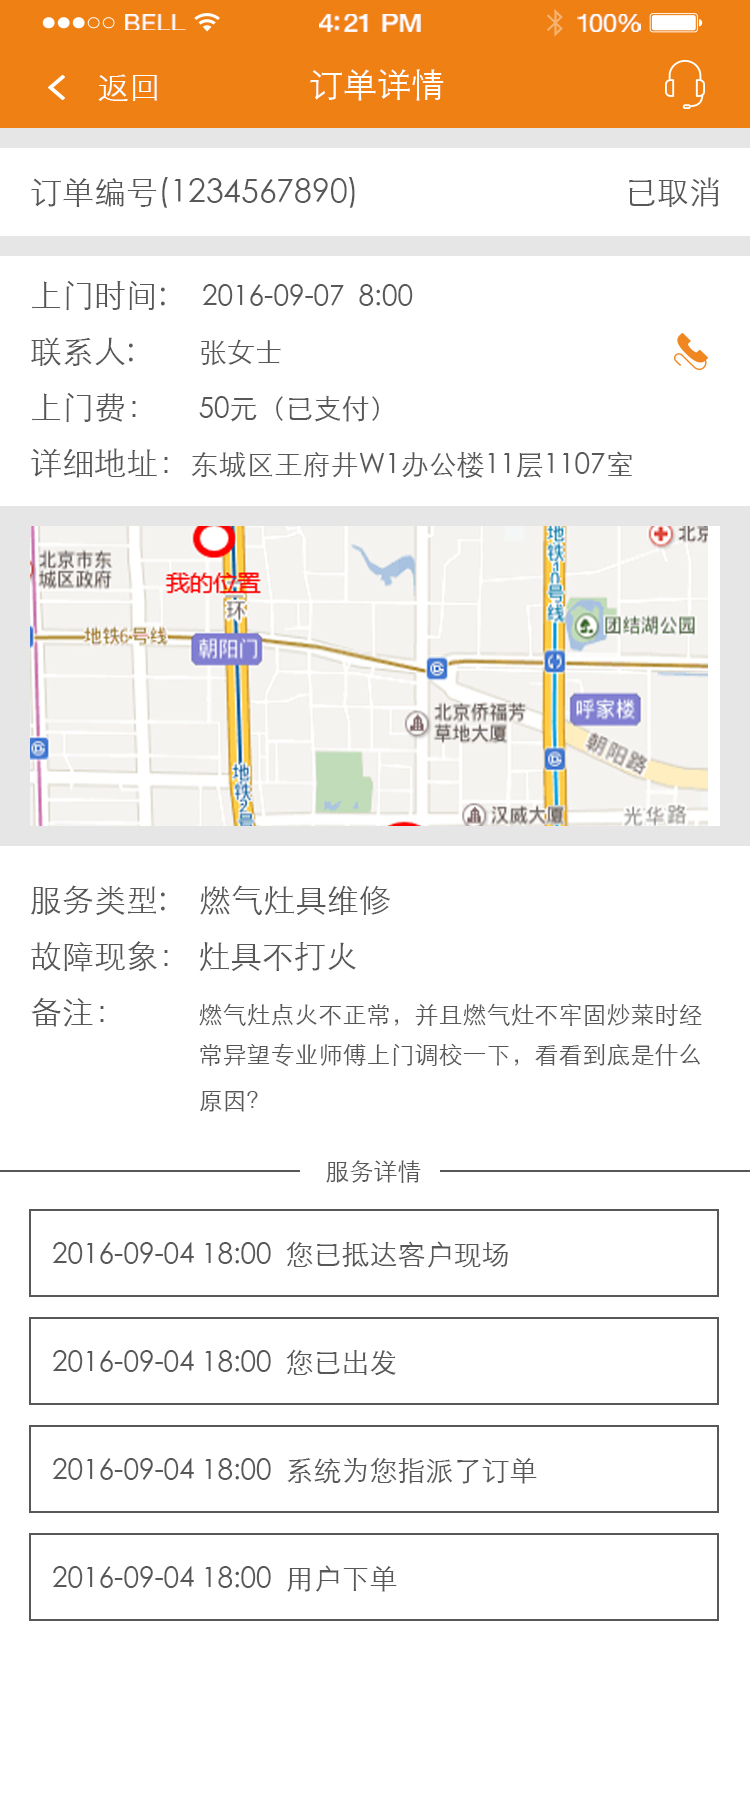 BELL 4:21 PM 100%
返回 订单详情
订单编号(1234567890) 已取消
上门时间: 2016-09-07 8:00
联系人: 张女士
上门费: 50元（已支付）
详细地址: 东城区王府井W1办公楼11层1107室
北京市东
城区政府
我的位置
环
地铁6号线
朝阳门
地铁2号
地铁10号线
北京
团结湖公园
呼家楼
北京侨福芳
草地大厦
朝阳路
汉威大厦
光华路
服务类型: 燃气灶具维修
故障现象: 灶具不打火
备注: 燃气灶点火不正常，并且燃气灶不牢固炒菜时经
常异望专业师傅上门调校一下，看看到底是什么
原因？
服务详情
2016-09-04 18:00 您已抵达客户现场
2016-09-04 18:00 您已出发
2016-09-04 18:00 系统为您指派了订单
2016-09-04 18:00 用户下单